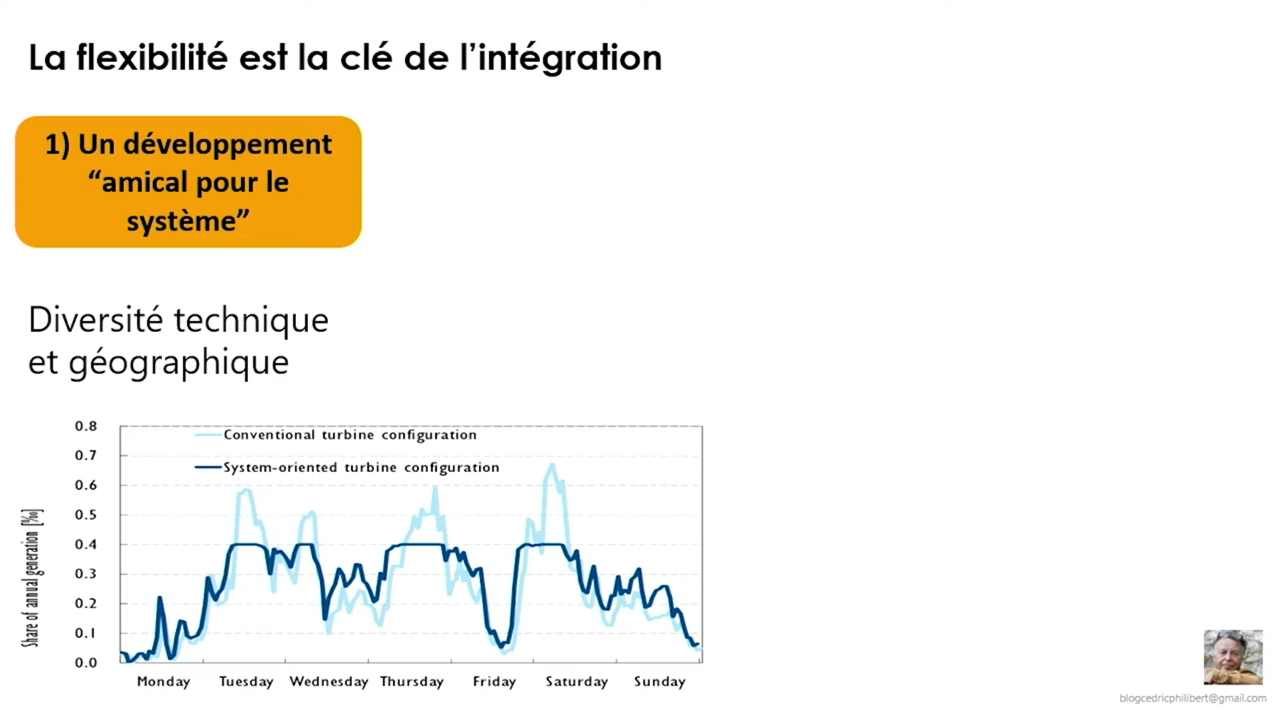 La flexibilité est la clé de l’intégration
1) Un développement
“amical pour le
système”
Diversité technique
et géographique
Share of annual generation [‰]
0.8
0.7
0.6
0.5
0.4
0.3
0.2
0.1
0.0
Conventional turbine configuration
System-oriented turbine configuration
Monday Tuesday Wednesday Thursday Friday Saturday Sunday
blogcedricphilibert@gmail.com